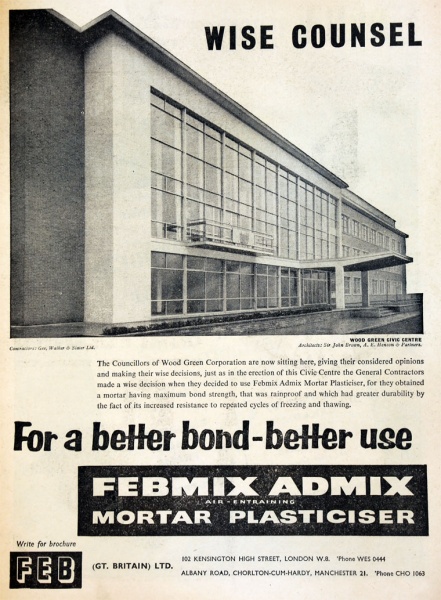 WISE COUNSEL
WOOD GREEN CIVIC CENTRE
Contractors: Gee, Walker & Slater Ltd.
Architects: Sir John Brown, A. E. Henson & Partners.
The Councillors of Wood Green Corporation are now sitting here, giving their considered opinions
and making their wise decisions, just as in the erection of this Civic Centre the General Contractors
made a wise decision when they decided to use Febmix Admix Mortar Plasticiser, for they obtained
a mortar having maximum bond strength, that was rainproof and which had greater durability by
the fact of its increased resistance to repeated cycles of freezing and thawing.
For a better bond-better use
FEBMIX ADMIX
AIR-ENTRAINING
MORTAR PLASTICISER
Write for brochure
FEB
(GT. BRITAIN) LTD.
102 KENSINGTON HIGH STREET, LONDON W.8. 'Phone WES 0444
ALBANY ROAD, CHORLTON-CUM-HARDY, MANCHESTER 21. 'Phone CHO 1063